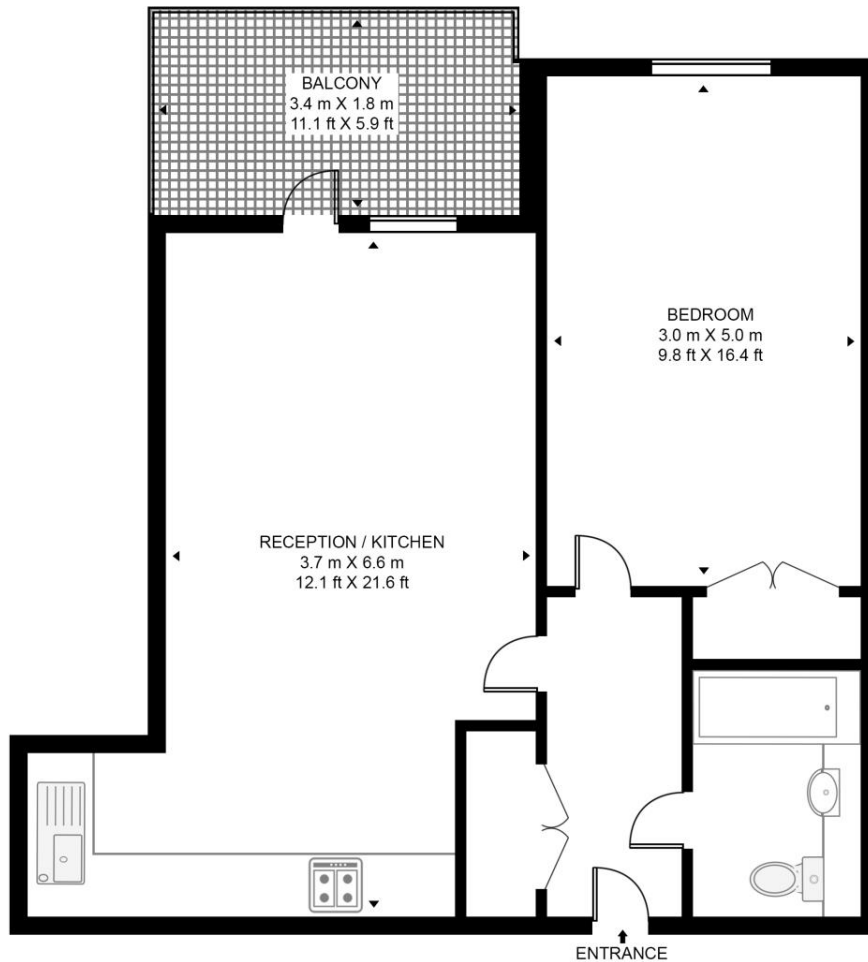 BALCONY
3.4 m X 1.8 m
11.1 ft X 5.9 ft
BEDROOM
3.0 m X 5.0 m
9.8 ft X 16.4 ft
RECEPTION / KITCHEN
3.7 m X 6.6 m
12.1 ft X 21.6 ft
ENTRANCE